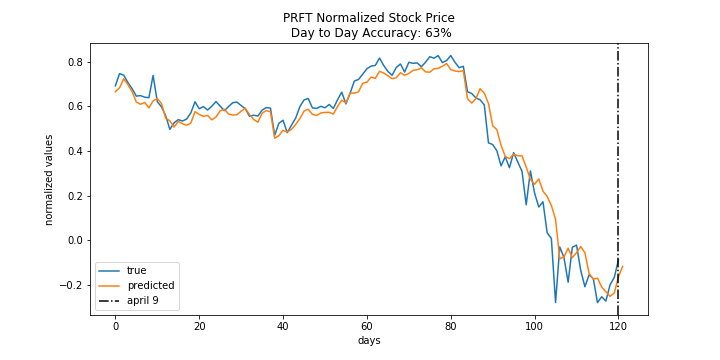 PRFT Normalized Stock Price
Day to Day Accuracy: 63%
normalized values
0.8
0.6
0.4
0.2
0.0
−0.2
true
predicted
april 9
0
20
40
60
80
100
120
days